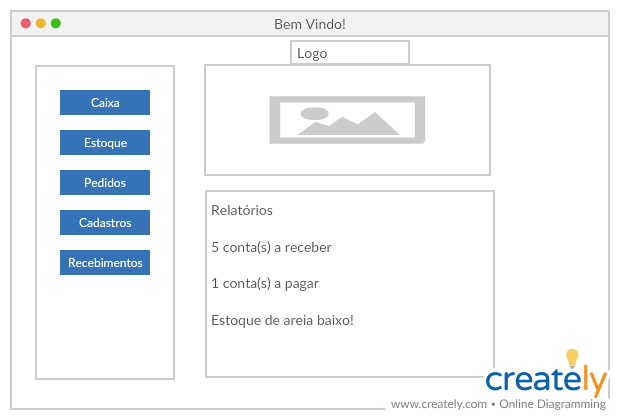 Bem Vindo!
Logo
Caixa
Estoque
Pedidos
Cadastros
Recebimentos
Relatórios
5 conta(s) a receber
1 conta(s) a pagar
Estoque de areia baixo!
creately
www.creately.com • Online Diagramming